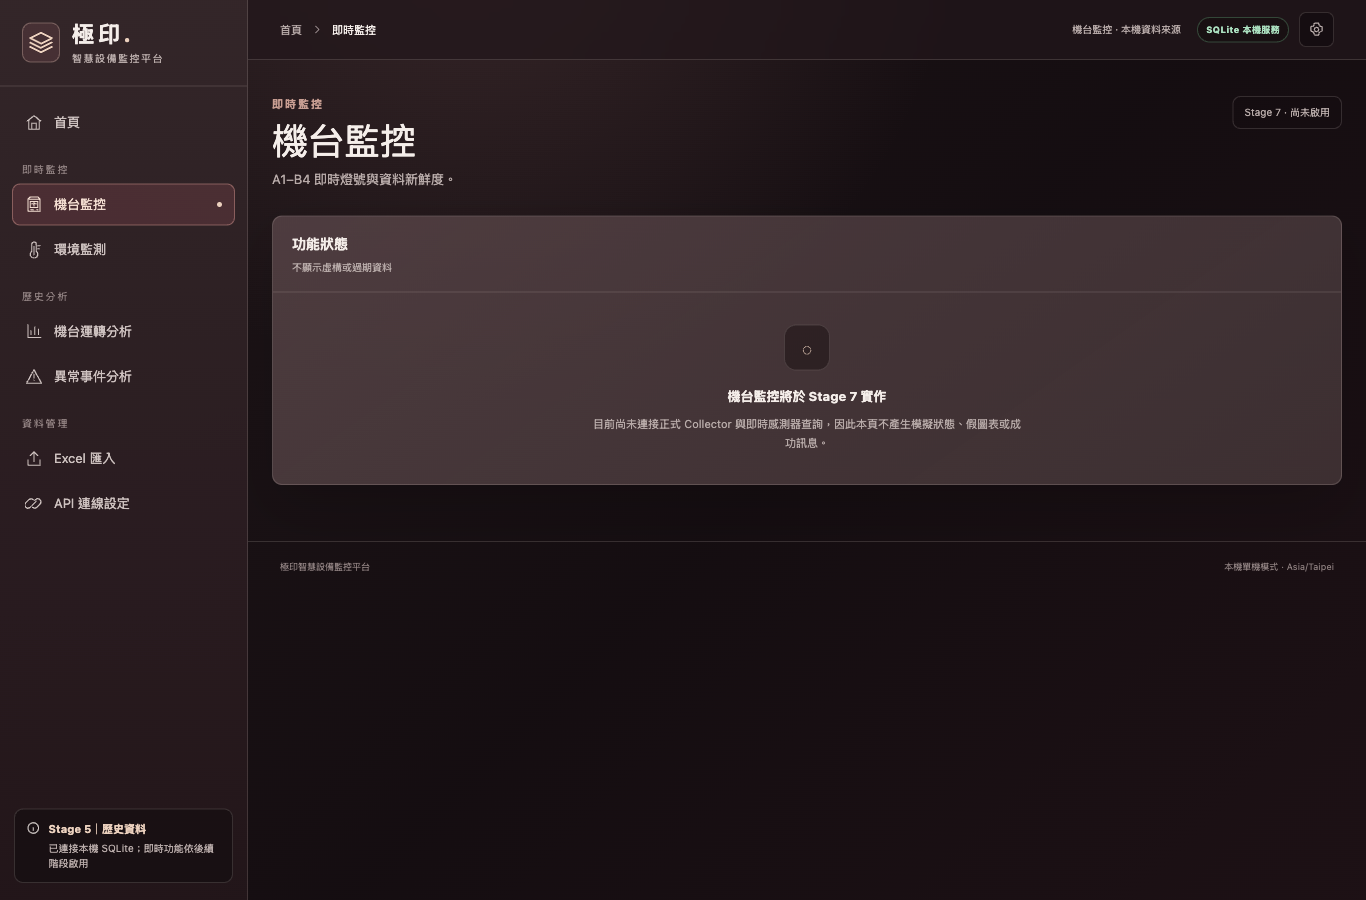 極印.
智慧設備監控平台
首頁
即時監控
機台監控
環境監測
歷史分析
機台運轉分析
異常事件分析
資料管理
Excel 匯入
API 連線設定
Stage 5｜歷史資料
已連接本機 SQLite；即時功能依後續
階段啟用
首頁
即時監控
機台監控 · 本機資料來源
SQLite 本機服務
即時監控
機台監控
A1–B4 即時燈號與資料新鮮度。
Stage 7 · 尚未啟用
功能狀態
不顯示虛構或過期資料
機台監控將於 Stage 7 實作
目前尚未連接正式 Collector 與即時感測器查詢，因此本頁不產生模擬狀態、假圖表或成
功訊息。
極印智慧設備監控平台
本機單機模式 · Asia/Taipei